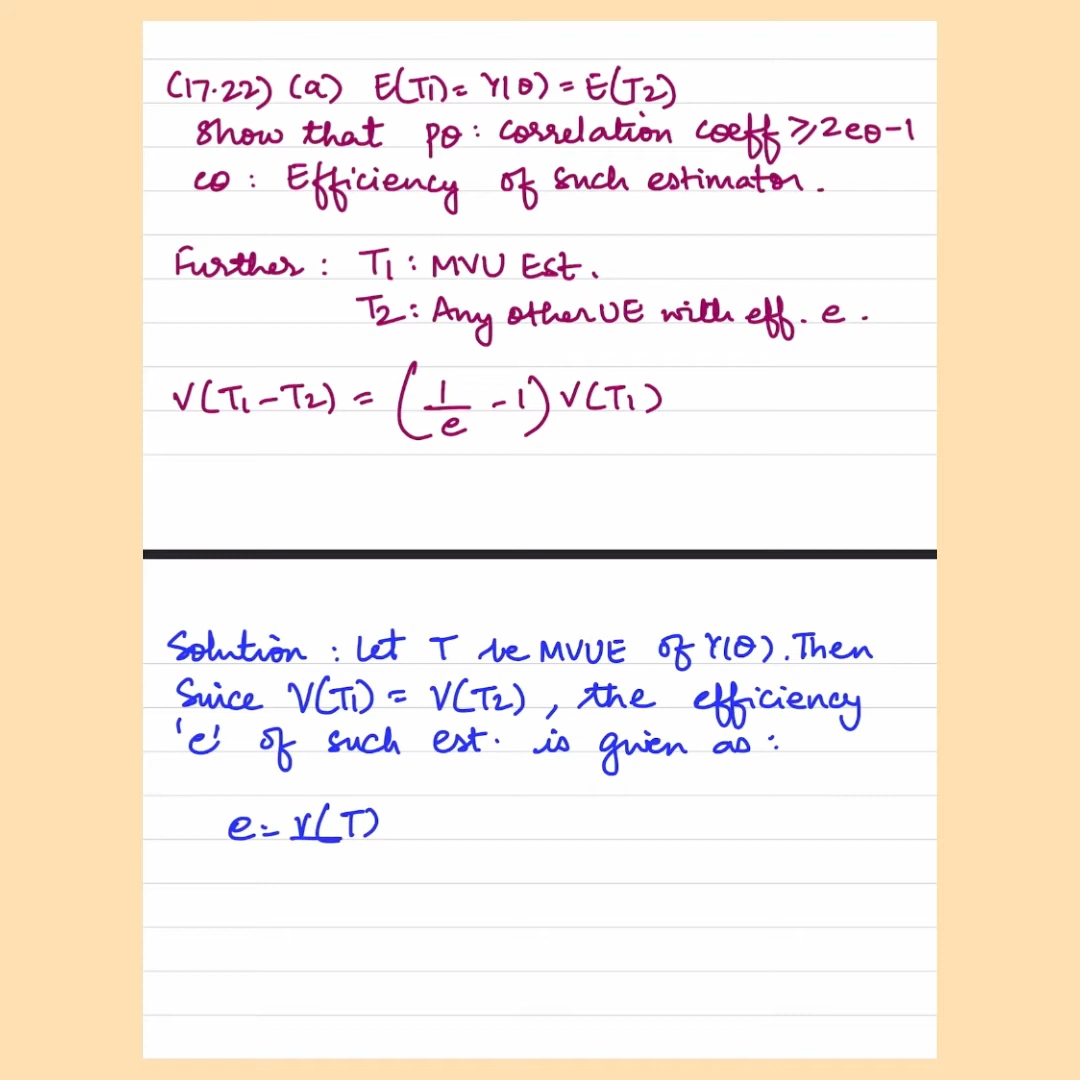 (17.22) (a) E(T1) = γ(θ) = E(T2)
Show that ρθ : Correlation coeff ≥ 2eθ-1
eθ : Efficiency of such estimator.
Further : T1 : MVU Est.
T2 : Any other UE with eff. e.
V(T1-T2) = (1/e - 1) V(T1)
Solution : Let T be MVUE of γ(θ). Then
Since V(T1) = V(T2), the efficiency
'e' of such est. is given as :
e = V(T)